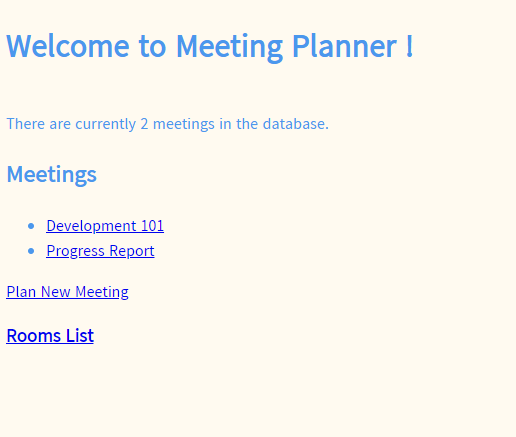 Welcome to Meeting Planner !
There are currently 2 meetings in the database.
Meetings
Development 101
Progress Report
Plan New Meeting
Rooms List